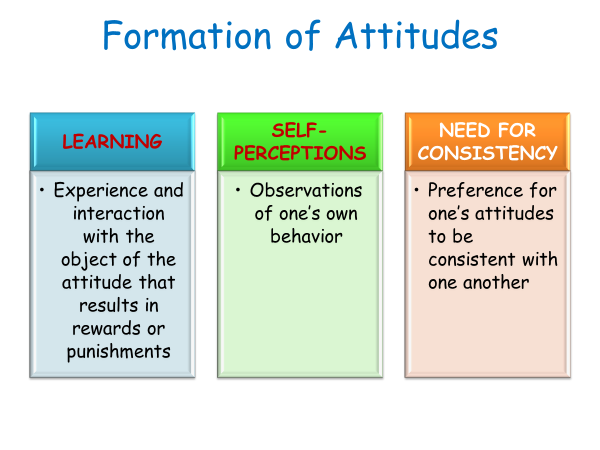 Formation of Attitudes
LEARNING
• Experience and
interaction
with the
object of the
attitude that
results in
rewards or
punishments
SELF-
PERCEPTIONS
• Observations
of one's own
behavior
NEED FOR
CONSISTENCY
• Preference for
one's attitudes
to be
consistent with
one another